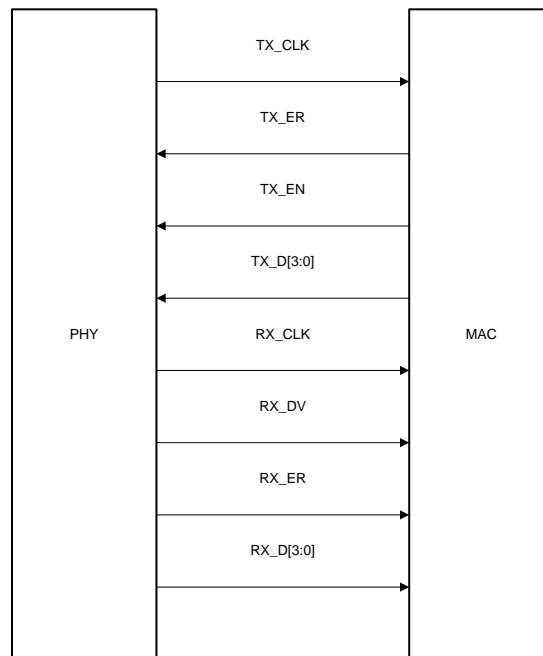 TX_CLK
TX_ER
TX_EN
TX_D[3:0]
PHY
RX_CLK
MAC
RX_DV
RX_ER
RX_D[3:0]